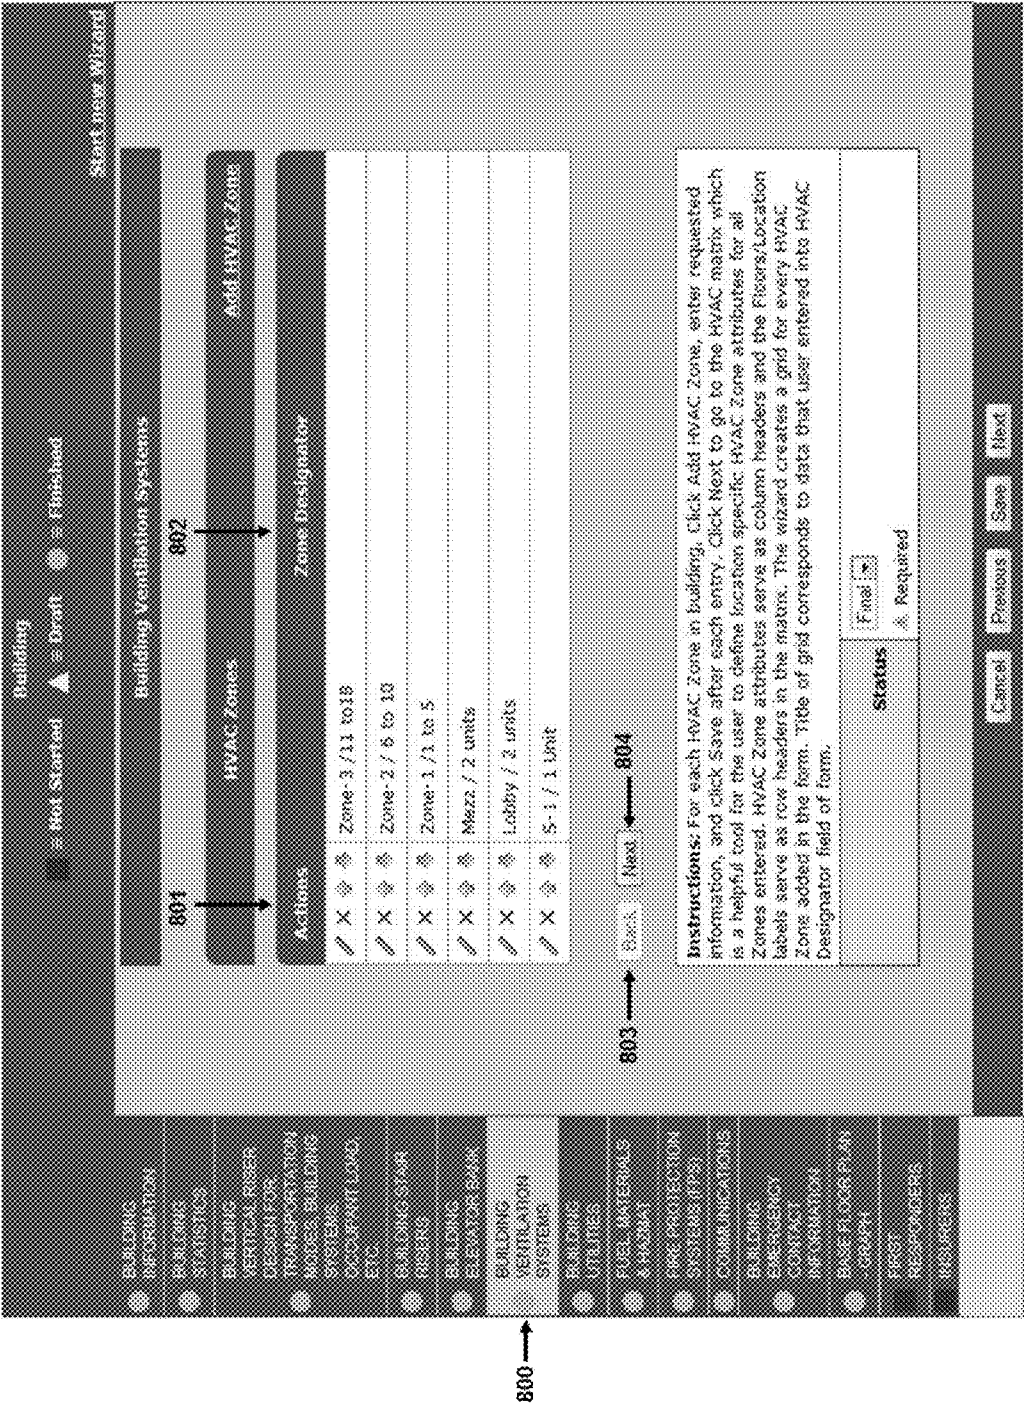 Building
= Not Started = Draft = Finished
Start new Wizard
BUILDING
INFORMATION
BUILDING
STATISTICS
BUILDING
VERTICAL RISER
DESIGN FOR
TRANSPORTATION
MODES, BUILDING
SYSTEMS
OCCUPANT LOAD,
ETC.
BUILDING STAIR
RISERS
BUILDING
ELEVATOR BANK
BUILDING
VENTILATION
SYSTEMS
BUILDING
UTILITIES
FUEL MATERIALS
& HASMAT
FIRE PROTECTION
SYSTEMS
COMMUNICATIONS
BUILDING
EMERGENCY
CONTACT
INFORMATION
BASE FLOOR PLAN
- GRAPH
FIRST
RESPONDERS
INSURERS
800
Building Ventilation Systems
801
802
HVAC Zones Add HVAC Zone
Actions Zone Designator
Zone-3 /11 to18
Zone-2 / 6 to 10
Zone-1 /1 to 5
Mezz / 2 units
Lobby / 2 units
S-1 / 1 Unit
803 Back Next 804
Instructions: For each HVAC Zone in building, Click Add HVAC Zone, enter requested
information, and click Save after each entry. Click Next to go to the HVAC matrix which
is a helpful tool for the user to define location specific HVAC Zone attributes for all
Zones entered. HVAC Zone attributes serve as column headers and the Floors/Location
labels serve as row headers in the matrix. The wizard creates a grid for every HVAC
Zone added in the form. Title of grid corresponds to data that user entered into HVAC
Designator field of form.
Status
Final
Required
Cancel Previous Save Next